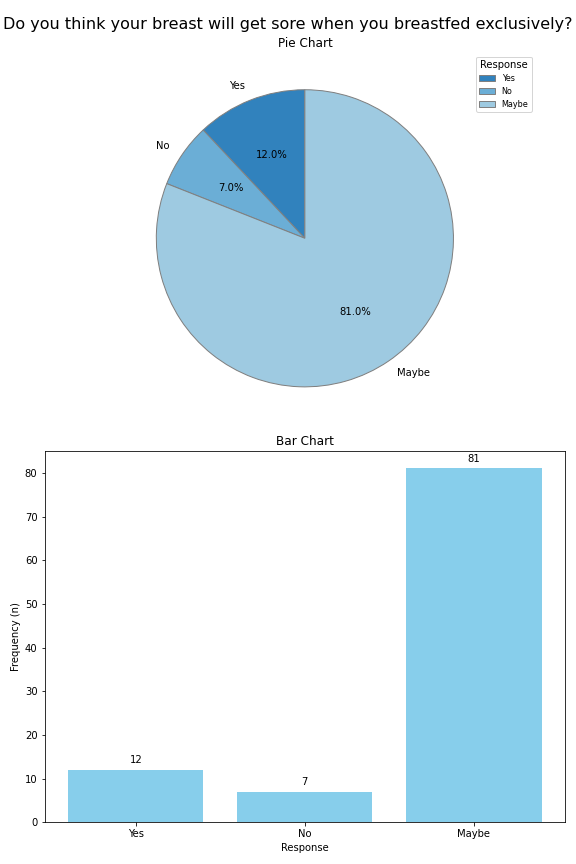 Do you think your breast will get sore when you breastfed exclusively?
Pie Chart
Response
Yes
No
Maybe
Yes
No
12.0%
7.0%
81.0%
Maybe
Bar Chart
Frequency (n)
80
70
60
50
40
30
20
10
0
12
7
81
Yes
No
Maybe
Response